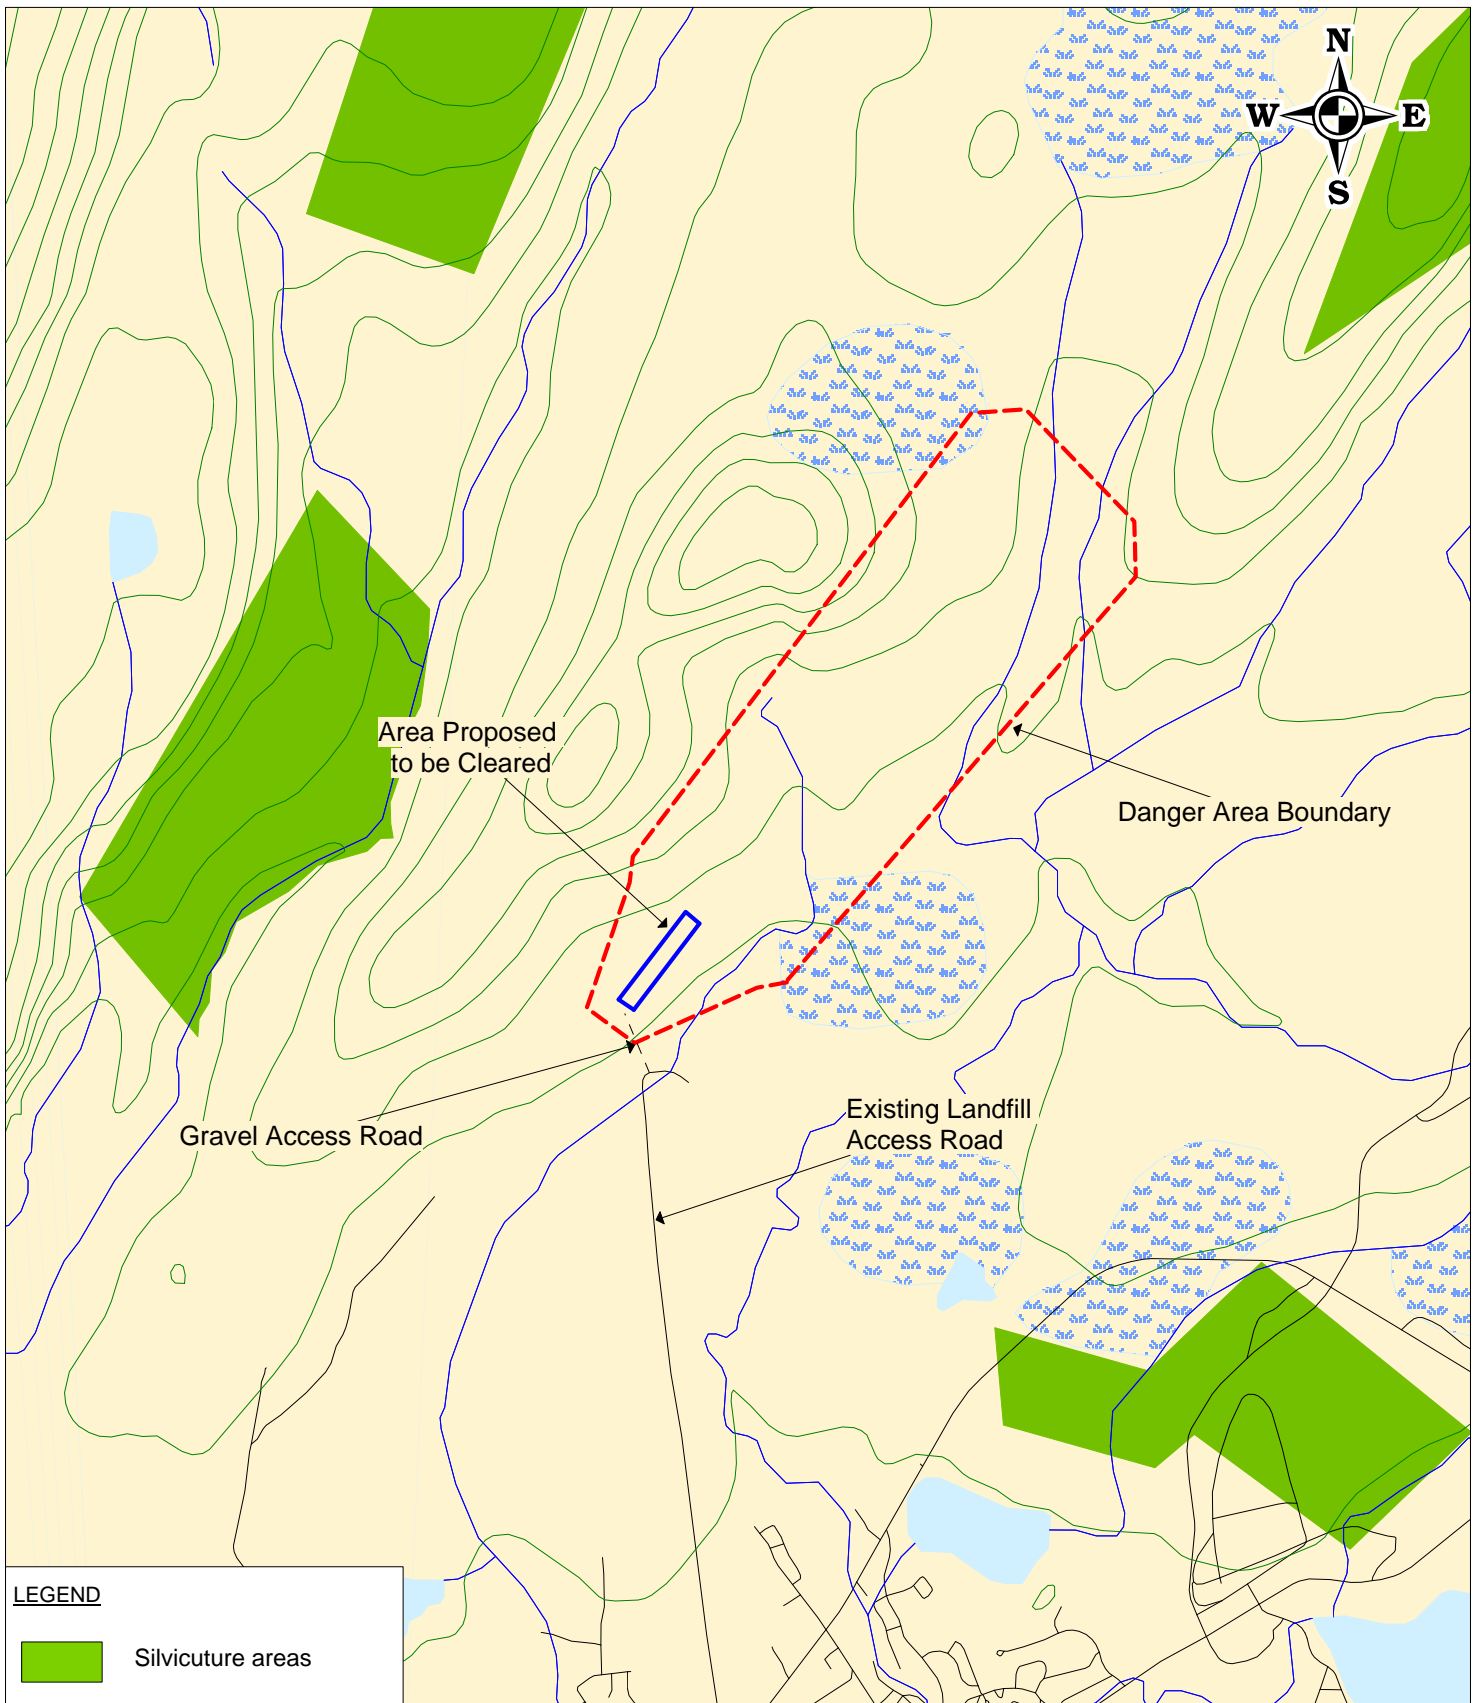 N
W E
S
Area Proposed
to be Cleared
Danger Area Boundary
Gravel Access Road
Existing Landfill
Access Road
LEGEND
Silvicuture areas